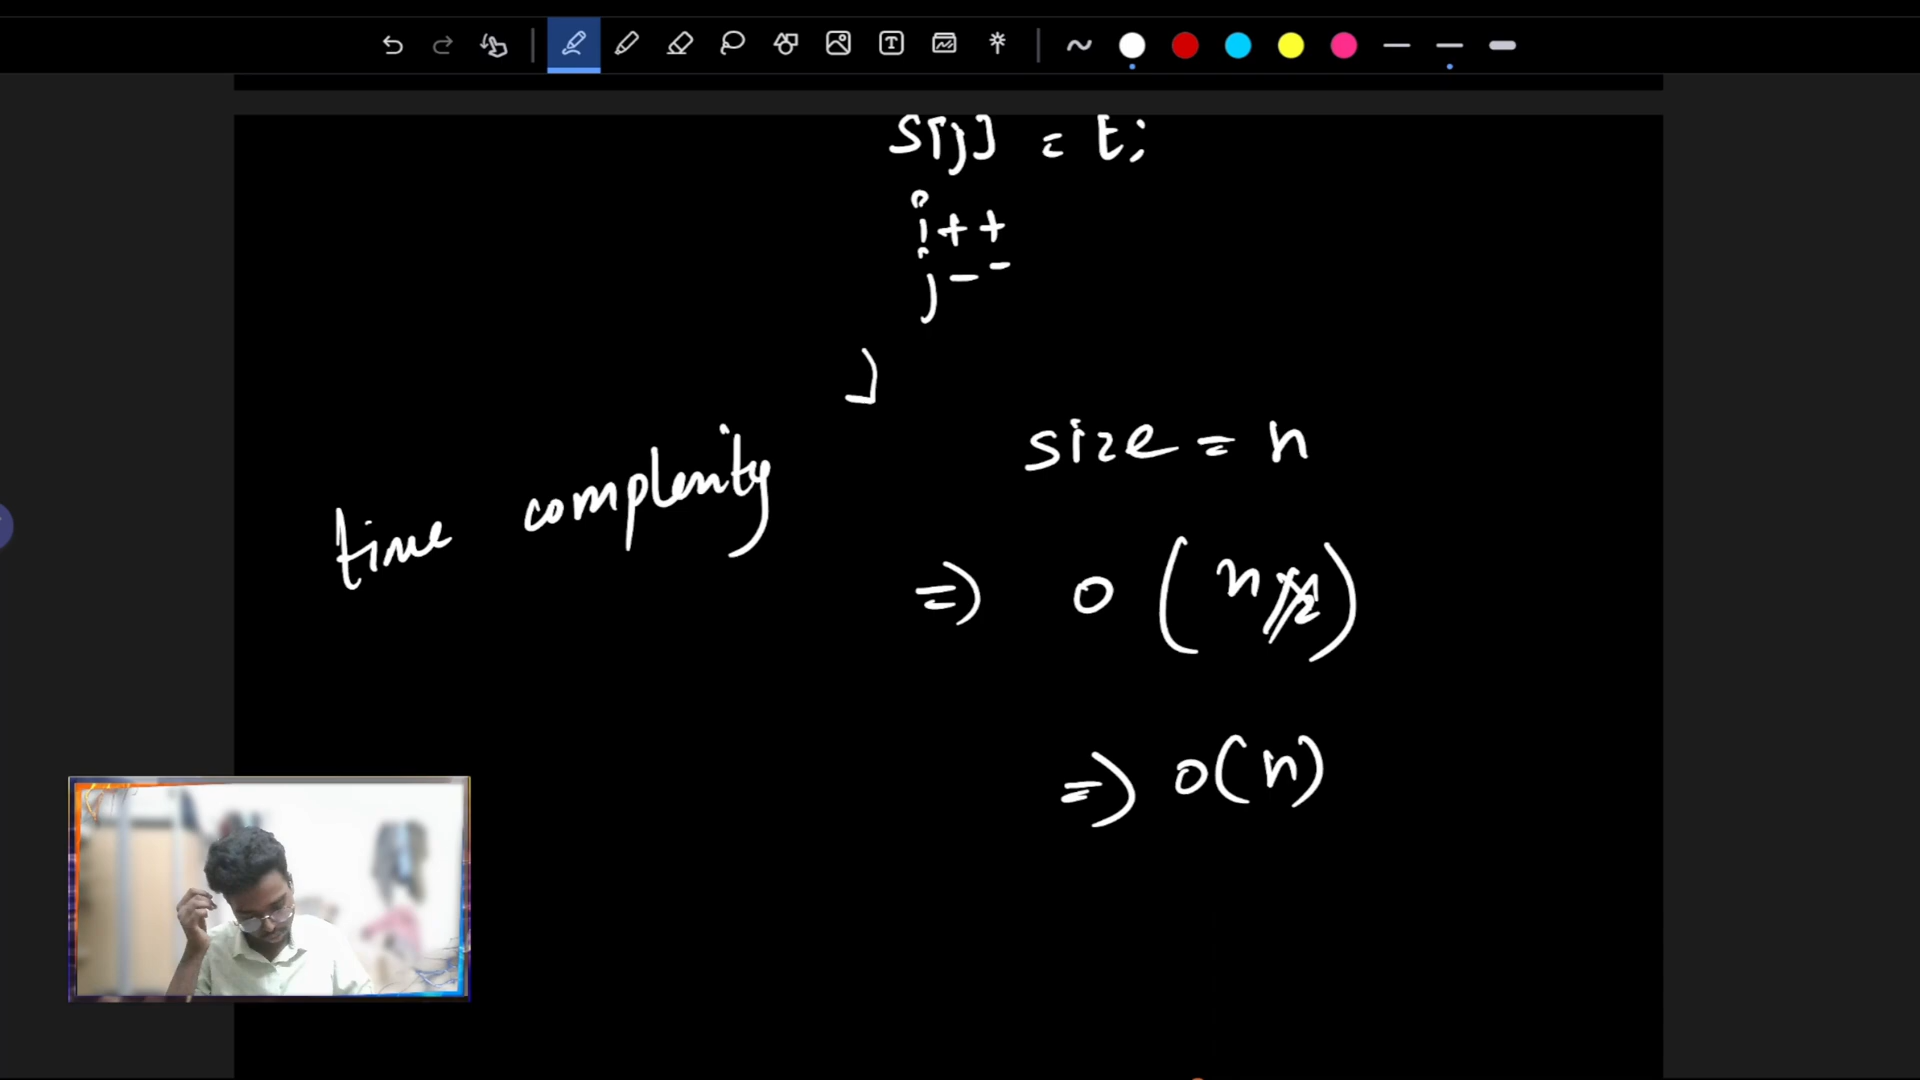 S[j] = t;
i++
j--
}
size = n
time complexity
=> O (n/2)
=> O(n)